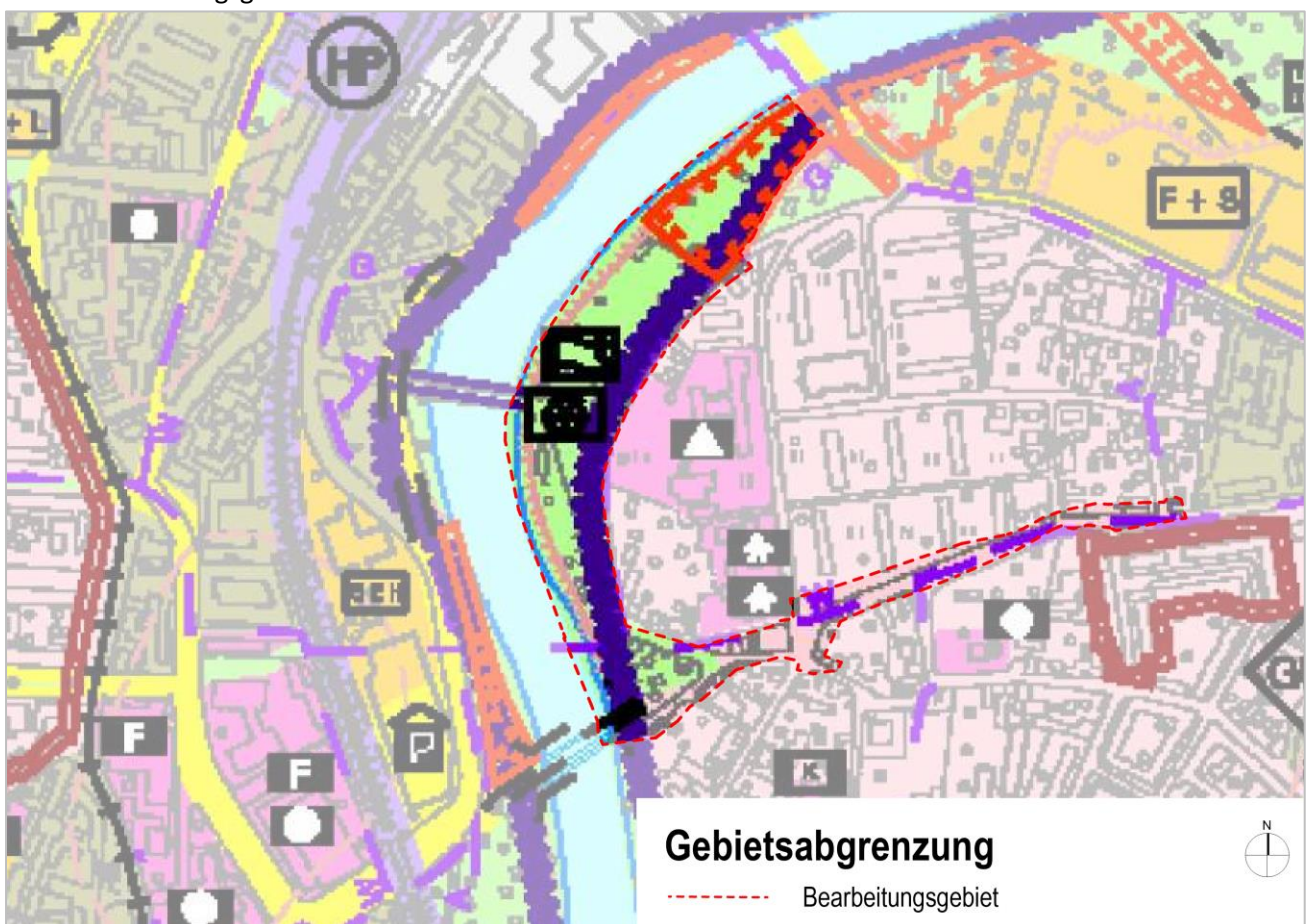 HP
+ L
G
F + S
A
W
F
F
P
K
G
N
Gebietsabgrenzung
Bearbeitungsgebiet